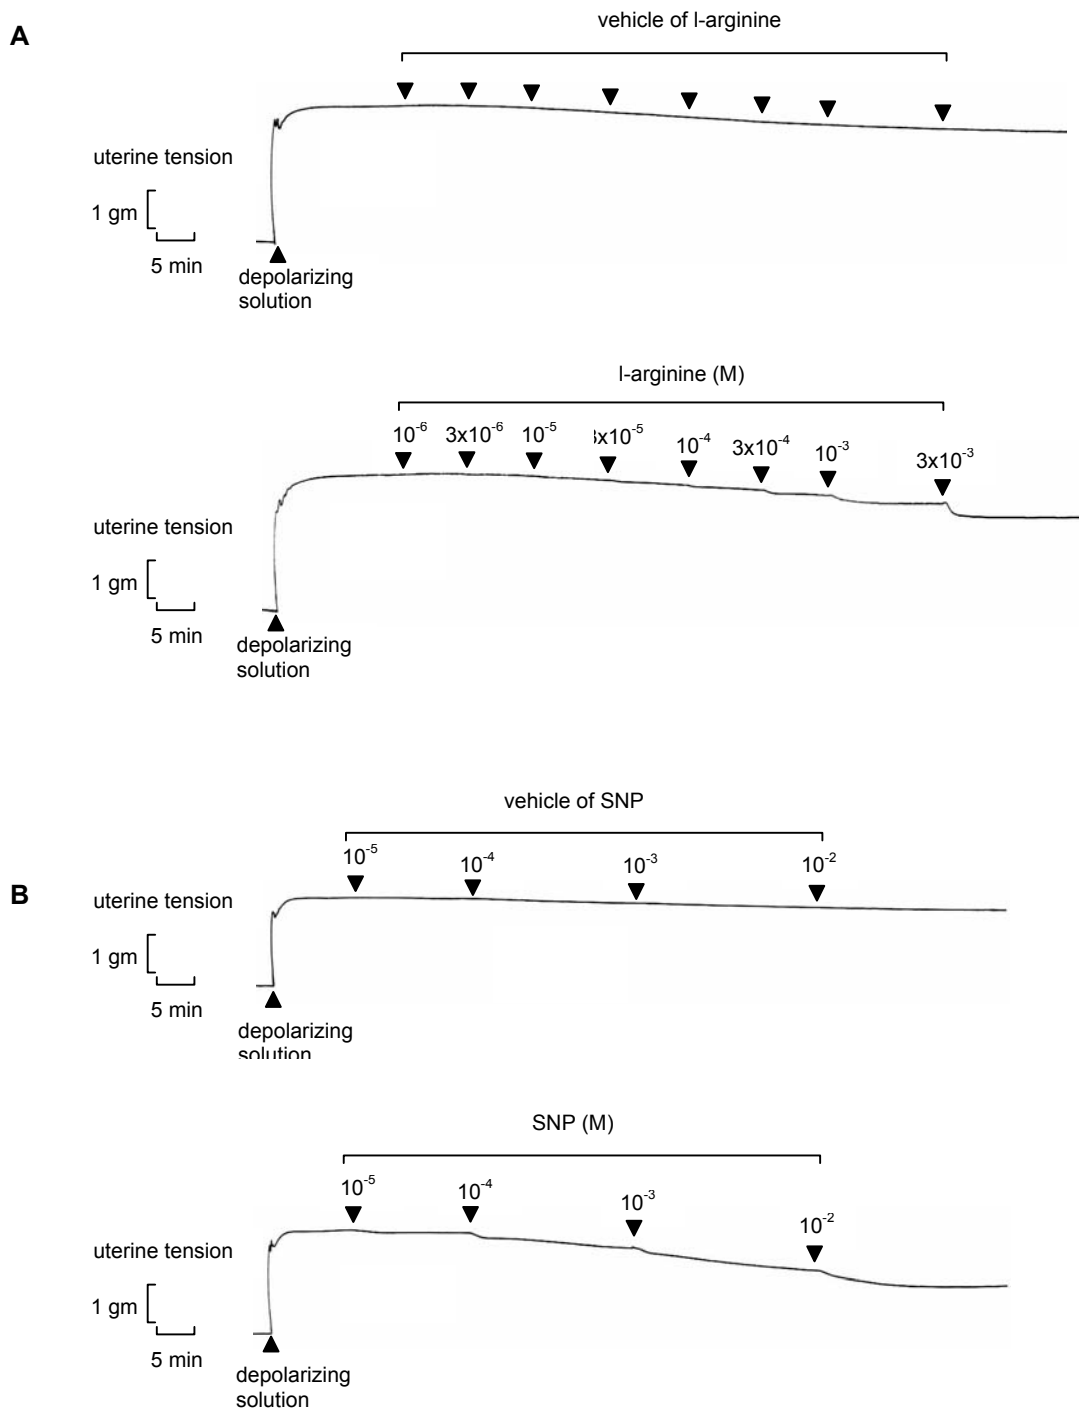 A
vehicle of l-arginine
uterine tension
1 gm
5 min
depolarizing
solution
l-arginine (M)
10⁻⁶ 3x10⁻⁶ 10⁻⁵ 3x10⁻⁵ 10⁻⁴ 3x10⁻⁴ 10⁻³ 3x10⁻³
uterine tension
1 gm
5 min
depolarizing
solution
vehicle of SNP
10⁻⁵ 10⁻⁴ 10⁻³ 10⁻²
B
uterine tension
1 gm
5 min
depolarizing
solution
SNP (M)
10⁻⁵ 10⁻⁴ 10⁻³ 10⁻²
uterine tension
1 gm
5 min
depolarizing
solution